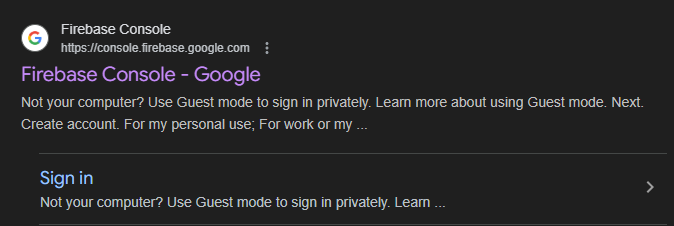 Firebase Console
https://console.firebase.google.com
Firebase Console - Google
Not your computer? Use Guest mode to sign in privately. Learn more about using Guest mode. Next.
Create account. For my personal use; For work or my ...
Sign in
Not your computer? Use Guest mode to sign in privately. Learn ...